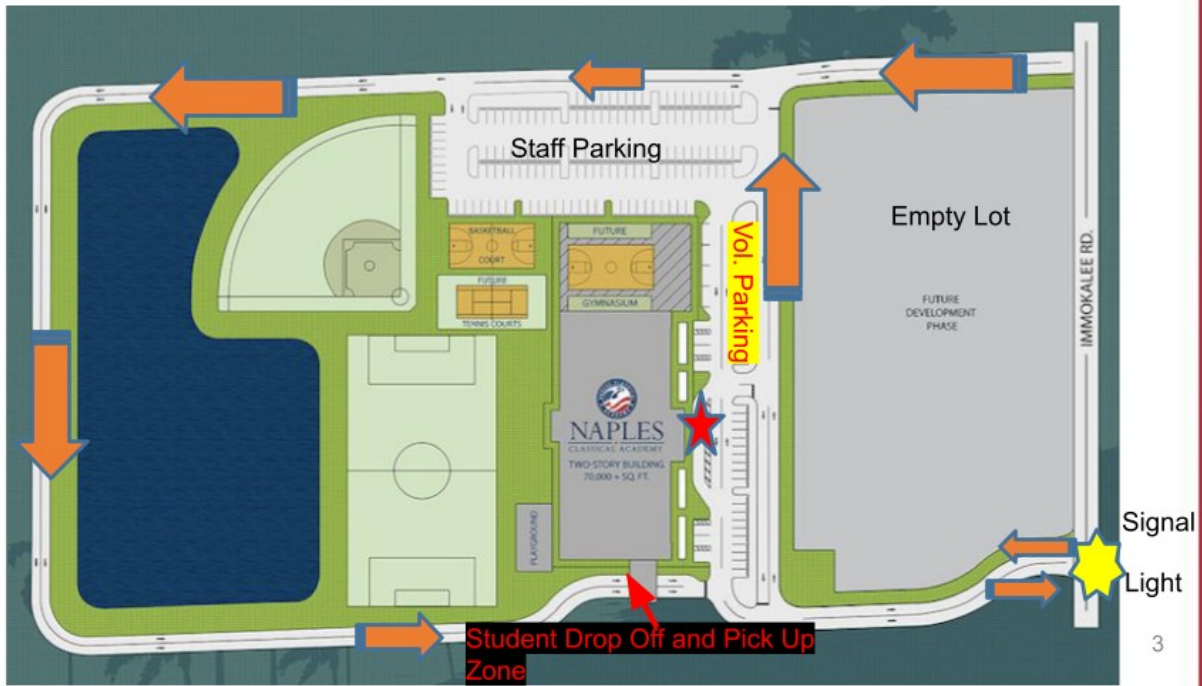 Staff Parking
Empty Lot
FUTURE
DEVELOPMENT
PHASE
IMMOKALEE RD.
Vol. Parking
BASKETBALL
COURT
FUTURE
TENNIS COURTS
FUTURE
GYMNASIUM
NAPLES
CLASSICAL ACADEMY
TWO-STORY BUILDING
70,000 + SQ. FT.
PLAYGROUND
Signal
Light
Student Drop Off and Pick Up
Zone
3